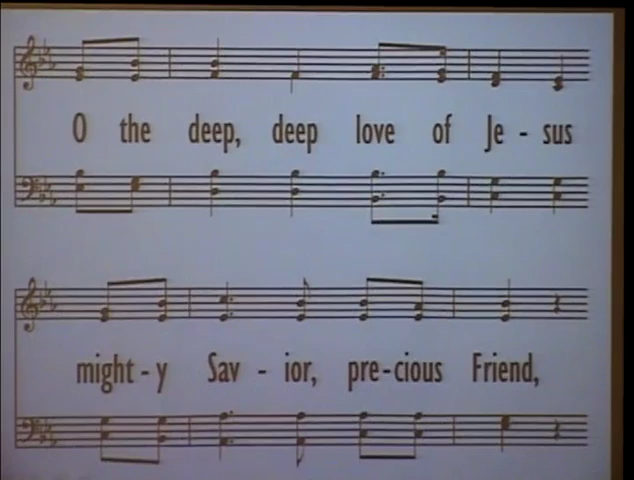 O the deep, deep love of Je - sus
might - y Sav - ior, pre - cious Friend,